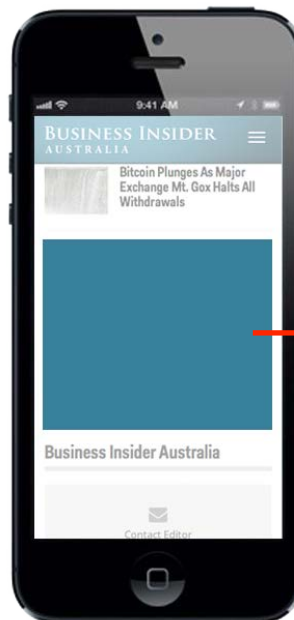 9:41 AM
BUSINESS INSIDER
AUSTRALIA
Bitcoin Plunges As Major
Exchange Mt. Gox Halts All
Withdrawals
Business Insider Australia
Contact Editor